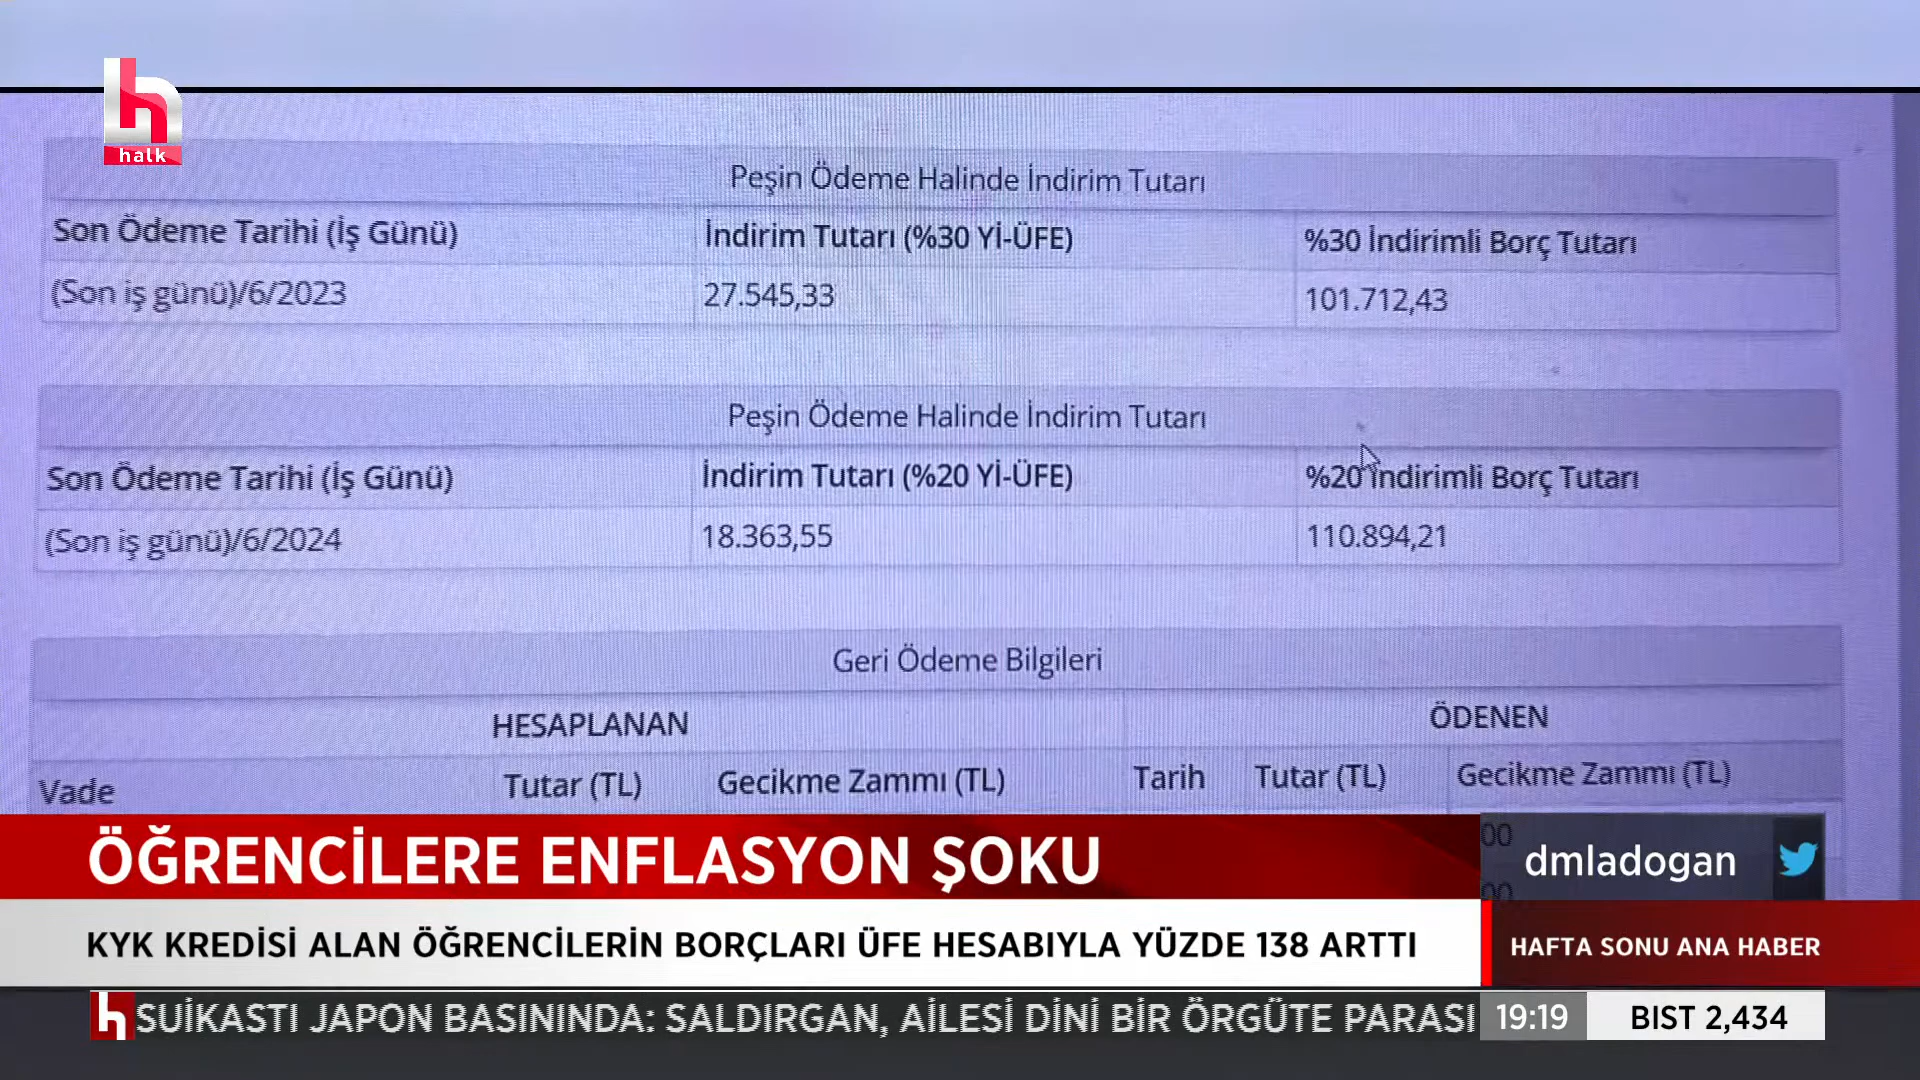 halk
Peşin Ödeme Halinde İndirim Tutarı
Son Ödeme Tarihi (İş Günü) İndirim Tutarı (%30 Yİ-ÜFE) %30 İndirimli Borç Tutarı
(Son iş günü)/6/2023 27.545,33 101.712,43
Peşin Ödeme Halinde İndirim Tutarı
Son Ödeme Tarihi (İş Günü) İndirim Tutarı (%20 Yİ-ÜFE) %20 İndirimli Borç Tutarı
(Son iş günü)/6/2024 18.363,55 110.894,21
Geri Ödeme Bilgileri
HESAPLANAN ÖDENEN
Vade Tutar (TL) Gecikme Zammı (TL) Tarih Tutar (TL) Gecikme Zammı (TL)
ÖĞRENCİLERE ENFLASYON ŞOKU
00
dmladogan
00
KYK KREDİSİ ALAN ÖĞRENCİLERİN BORÇLARI ÜFE HESABIYLA YÜZDE 138 ARTTI
HAFTA SONU ANA HABER
SUİKASTI JAPON BASININDA: SALDIRGAN, AİLESİ DİNİ BİR ÖRGÜTE PARASI
19:19 BIST 2,434